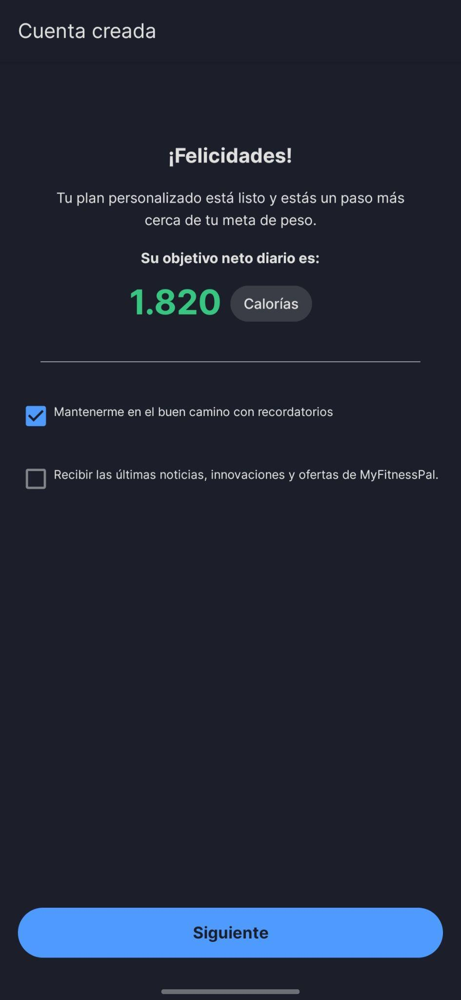 Cuenta creada
¡Felicidades!
Tu plan personalizado está listo y estás un paso más
cerca de tu meta de peso.
Su objetivo neto diario es:
1.820 Calorías
Mantenerme en el buen camino con recordatorios
Recibir las últimas noticias, innovaciones y ofertas de MyFitnessPal.
Siguiente